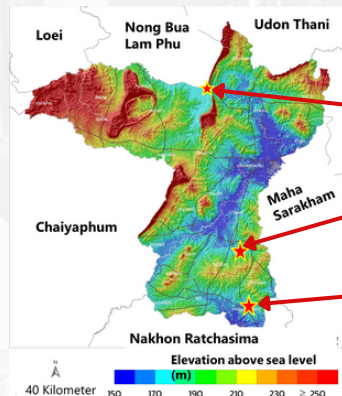 Loei
Nong Bua
Lam Phu
Udon Thani
Maha
Sarakham
Chaiyaphum
Nakhon Ratchasima
Elevation above sea level
(m)
N
40 Kilometer
150 170 190 210 230 ≥ 250